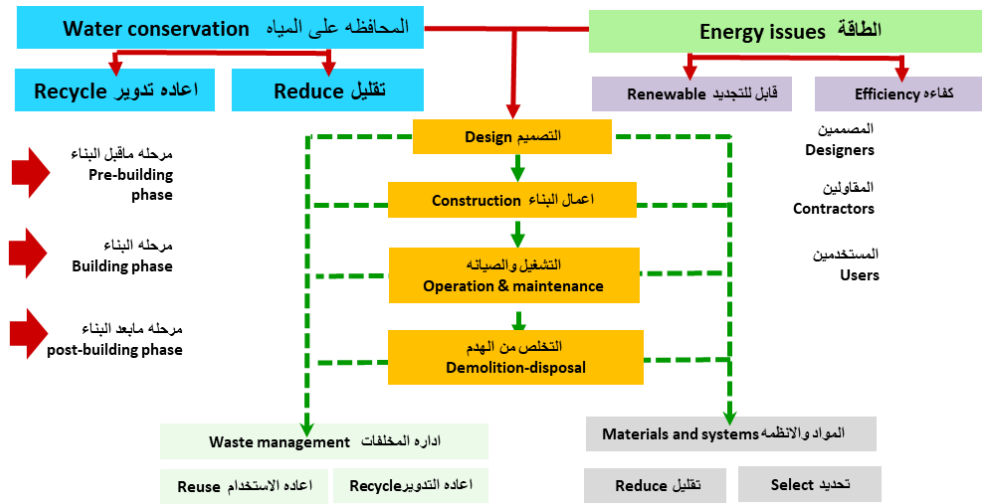 Water conservation المحافظه على المياه
Energy issues الطاقة
Recycle اعاده تدوير
Reduce تقليل
Renewable قابل للتجديد
Efficiency كفاءه
Design التصميم
المصممين
Designers
مرحله ماقبل البناء
Pre-building
phase
Construction اعمال البناء
المقاولين
Contractors
مرحله البناء
Building phase
التشغيل والصيانه
Operation & maintenance
المستخدمين
Users
مرحله مابعد البناء
post-building phase
التخلص من الهدم
Demolition-disposal
Waste management اداره المخلفات
Materials and systems المواد والانظمه
Reuse اعاده الاستخدام
Recycle اعاده التدوير
Reduce تقليل
Select تحديد